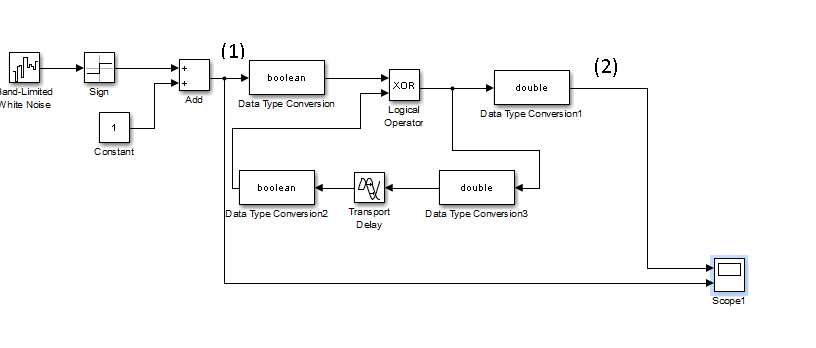 (1)
(2)
boolean
XOR
double
+
+
Band-Limited
White Noise
Sign
Add
Data Type Conversion
Logical
Operator
Data Type Conversion1
1
Constant
boolean
double
Data Type Conversion2
Transport
Delay
Data Type Conversion3
Scope1